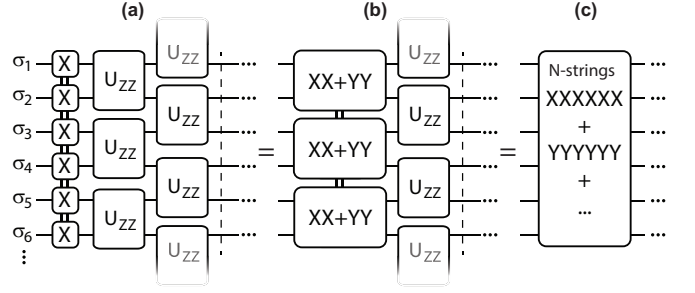 (a) (b) (c)
σ1 X UZZ UZZ ... XX+YY UZZ ... N-strings ...
σ2 X UZZ ... UZZ ... XXXXXX ...
σ3 X UZZ ... = XX+YY ... = + ...
σ4 X UZZ ... UZZ ... YYYYYY ...
σ5 X UZZ ... XX+YY ... + ...
σ6 X UZZ ... UZZ ... ... ...
⋮